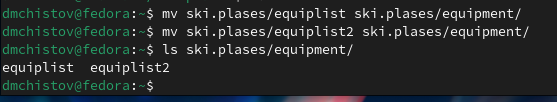 dmchistov@fedora:~$ mv ski.plases/equiplist ski.plases/equipment/
dmchistov@fedora:~$ mv ski.plases/equiplist2 ski.plases/equipment/
dmchistov@fedora:~$ ls ski.plases/equipment/
equiplist  equiplist2
dmchistov@fedora:~$